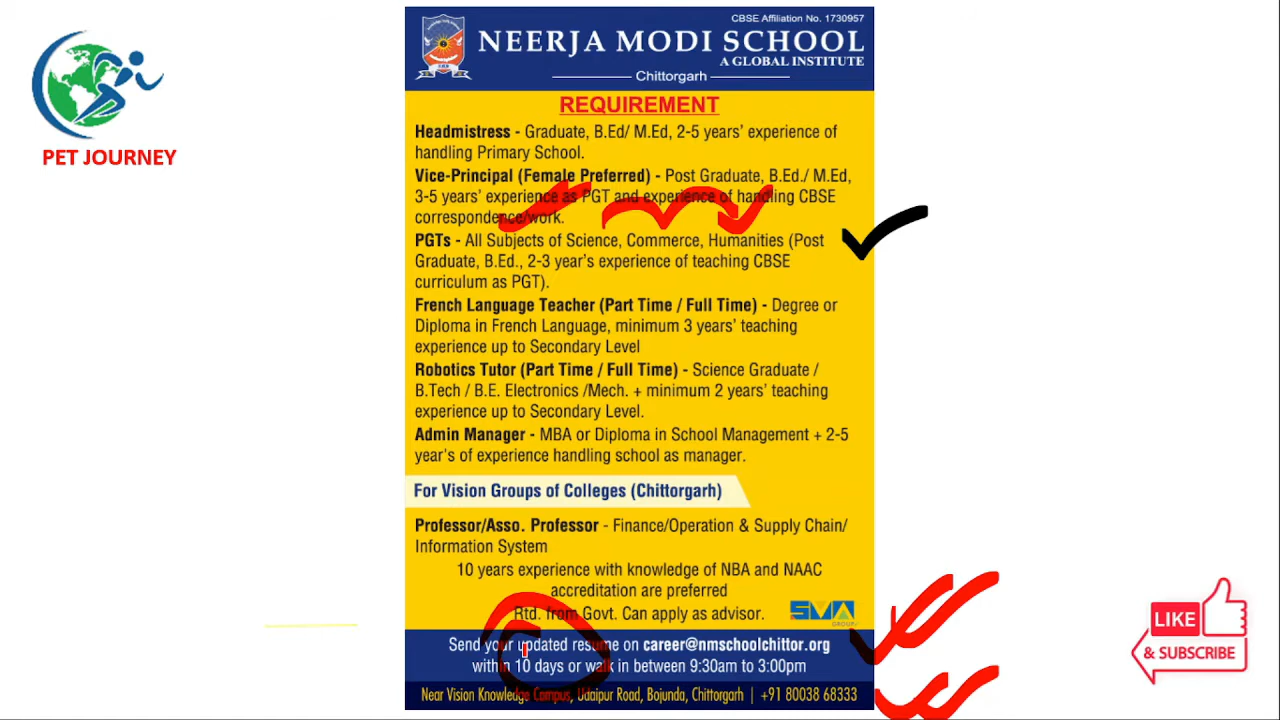 CBSE Affiliation No. 1730957
NEERJA MODI SCHOOL
A GLOBAL INSTITUTE
Chittorgarh
PET JOURNEY
REQUIREMENT
Headmistress - Graduate, B.Ed/ M.Ed, 2-5 years' experience of
handling Primary School.
Vice-Principal (Female Preferred) - Post Graduate, B.Ed./ M.Ed,
3-5 years' experience as PGT and experience of handling CBSE
correspondence/work.
PGTs - All Subjects of Science, Commerce, Humanities (Post
Graduate, B.Ed., 2-3 year's experience of teaching CBSE
curriculum as PGT).
French Language Teacher (Part Time / Full Time) - Degree or
Diploma in French Language, minimum 3 years' teaching
experience up to Secondary Level
Robotics Tutor (Part Time / Full Time) - Science Graduate /
B.Tech / B.E. Electronics /Mech. + minimum 2 years' teaching
experience up to Secondary Level.
Admin Manager - MBA or Diploma in School Management + 2-5
year's of experience handling school as manager.
For Vision Groups of Colleges (Chittorgarh)
Professor/Asso. Professor - Finance/Operation & Supply Chain/
Information System
10 years experience with knowledge of NBA and NAAC
accreditation are preferred
Rtd. from Govt. Can apply as advisor.
SMA
GROUP
Send your updated resume on career@nmschoolchittor.org
within 10 days or walk in between 9:30am to 3:00pm
Near Vision Knowledge Campus, Udaipur Road, Bojunda, Chittorgarh | +91 80038 68333
LIKE
& SUBSCRIBE